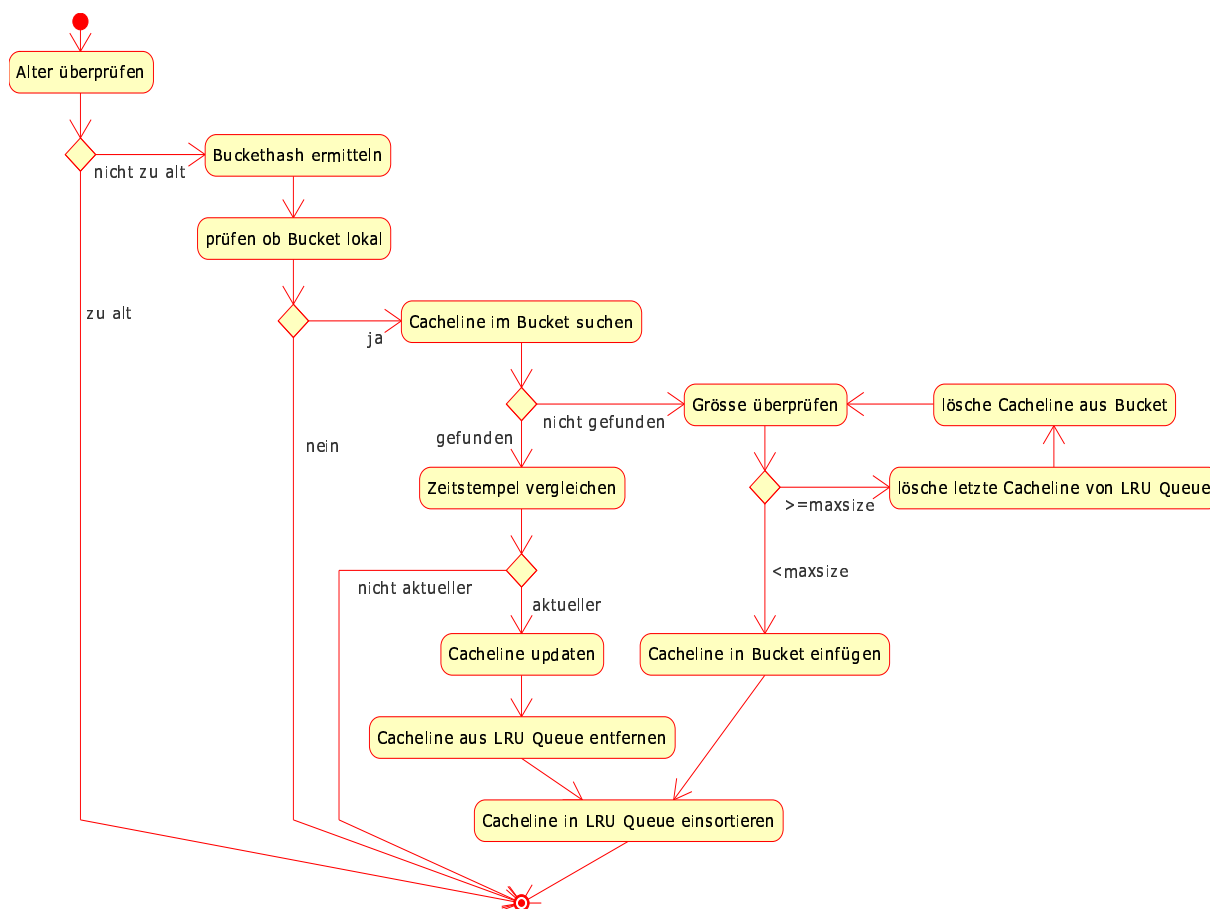 Alter überprüfen
nicht zu alt
Buckethash ermitteln
prüfen ob Bucket lokal
zu alt
ja
Cacheline im Bucket suchen
nein
gefunden
nicht gefunden
Grösse überprüfen
lösche Cacheline aus Bucket
Zeitstempel vergleichen
>=maxsize
lösche letzte Cacheline von LRU Queue
nicht aktueller
aktueller
<maxsize
Cacheline updaten
Cacheline in Bucket einfügen
Cacheline aus LRU Queue entfernen
Cacheline in LRU Queue einsortieren